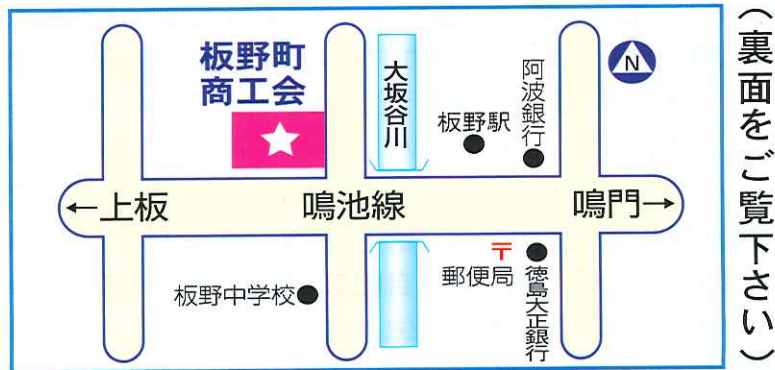 板野町
商工会
大坂谷川
板野駅
阿波銀行
N
←上板
鳴池線
鳴門→
板野中学校
〒
郵便局
徳島大正銀行
(裏面をご覧下さい)